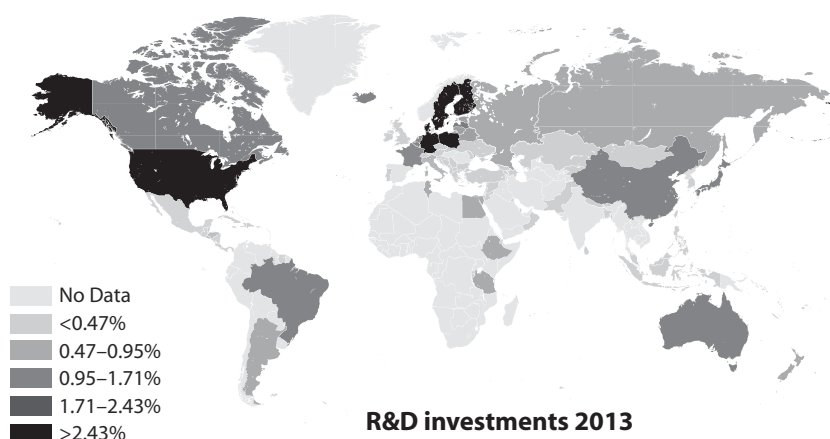 No Data
<0.47%
0.47–0.95%
0.95–1.71%
1.71–2.43%
>2.43%
R&D investments 2013